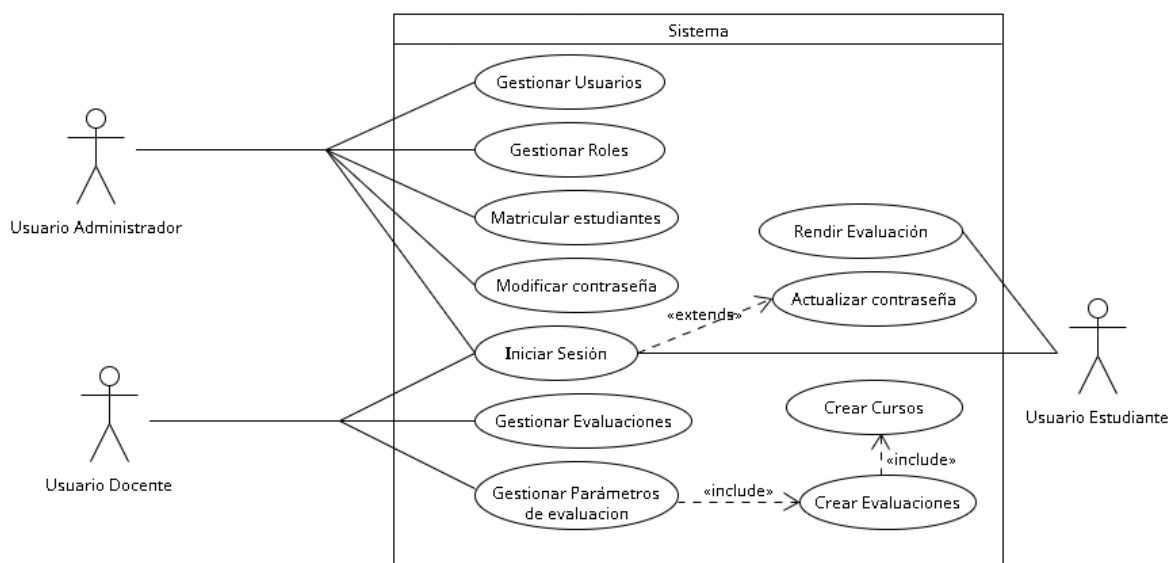 Sistema
Gestionar Usuarios
Gestionar Roles
Usuario Administrador
Matricular estudiantes
Rendir Evaluación
Modificar contraseña
Actualizar contraseña
«extends»
Iniciar Sesión
Crear Cursos
Usuario Estudiante
Gestionar Evaluaciones
«include»
Usuario Docente
Gestionar Parámetros
de evaluacion
«include»
Crear Evaluaciones